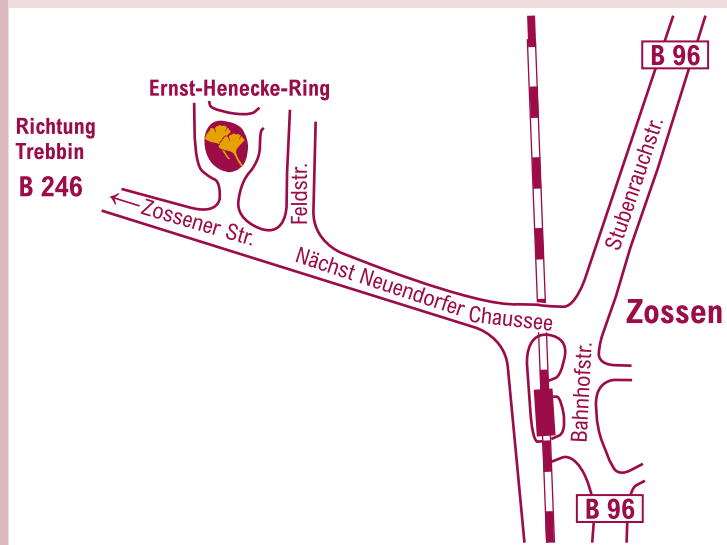 B 96
Ernst-Henecke-Ring
Richtung
Trebbin
B 246
Stubenrauchstr.
Feldstr.
Zossener Str.
Nächst Neuendorfer Chaussee
Zossen
Bahnhofstr.
B 96